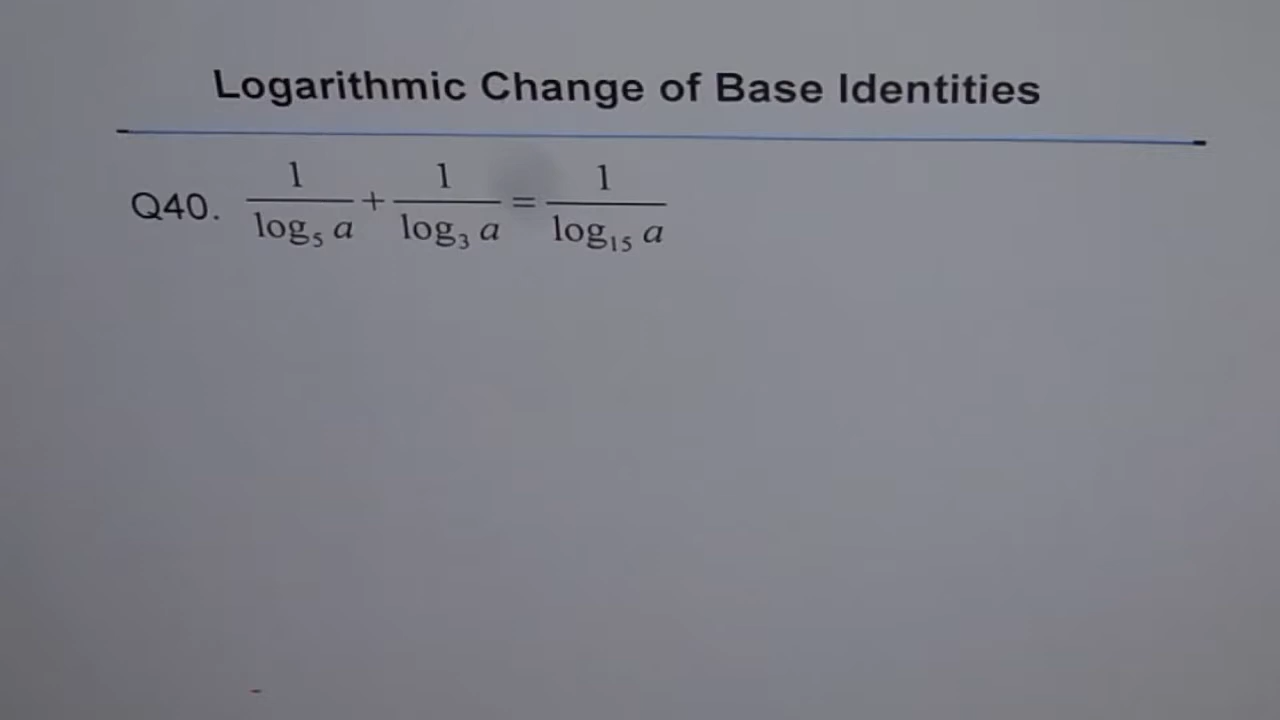 Logarithmic Change of Base Identities
Q40. 1/log₅ a + 1/log₃ a = 1/log₁₅ a